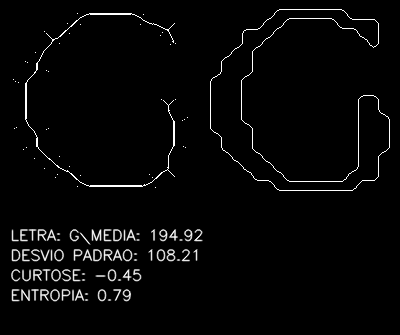 G G
LETRA: G\MEDIA: 194.92
DESVIO PADRAO: 108.21
CURTOSE: -0.45
ENTROPIA: 0.79